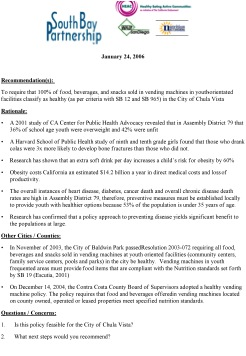 South Bay
Partnership
Healthy Eating Active Communities
January 24, 2006
Recommendation(s):
To require that 100% of food, beverages, and snacks sold in vending machines in youthorientated
facilities classify as healthy (as per criteria with SB 12 and SB 965) in the City of Chula Vista
Rationale:
• A 2001 study of CA Center for Public Health Advocacy revealed that in Assembly District 79 that
36% of school age youth were overweight and 42% were unfit
• A Harvard School of Public Health study of ninth and tenth grade girls found that those who drank
colas were 3x more likely to develop bone fractures than those who did not.
• Research has shown that an extra soft drink per day increases a child's risk for obesity by 60%
• Obesity costs California an estimated $14.2 billion a year in direct medical costs and loss of
productivity.
• The overall instances of heart disease, diabetes, cancer death and overall chronic disease death
rates are high in Assembly District 79, therefore, preventive measures must be established locally
to provide youth with healthier options because 55% of the population is under 35 years of age
• Research has confirmed that a policy approach to preventing disease yields significant benefit to
the populations at large.
Other Cities / Counties:
• In November of 2003, the City of Baldwin Park passedResolution 2003-072 requiring all food,
beverages and snacks sold in vending machines at youth oriented facilities (community centers,
family service centers, pools and parks) in the city be healthy. Vending machines in youth
frequented areas must provide food items that are compliant with the Nutrition standards set forth
by SB 19 (Escutia, 2001)
• On December 14, 2004, the Contra Costa County Board of Supervisors adopted a healthy vending
machine policy. The policy requires that food and beverages offeredin vending machines located
on county owned, operated or leased properties meet specified nutrition standards.
Questions / Concerns:
1. Is this policy feasible for the City of Chula Vista?
2. What next steps would you recommend?